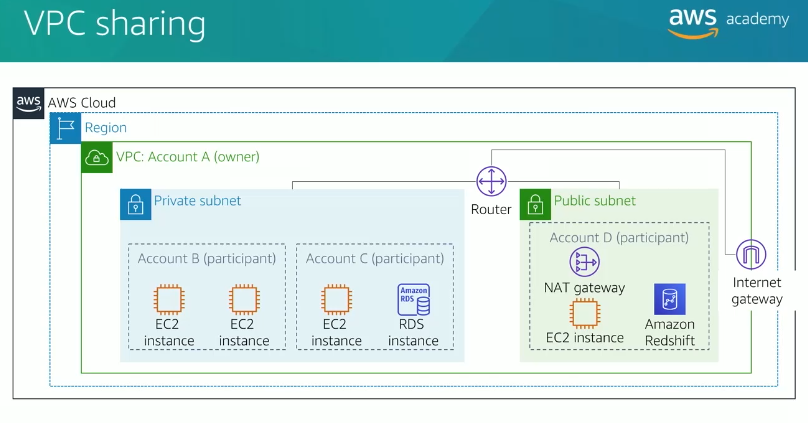 VPC sharing
aws academy
aws AWS Cloud
Region
VPC: Account A (owner)
Router
Private subnet
Public subnet
Account B (participant)
Account C (participant)
Account D (participant)
NAT gateway
Internet
gateway
EC2
instance
EC2
instance
EC2
instance
Amazon
RDS
RDS
instance
EC2 instance
Amazon
Redshift